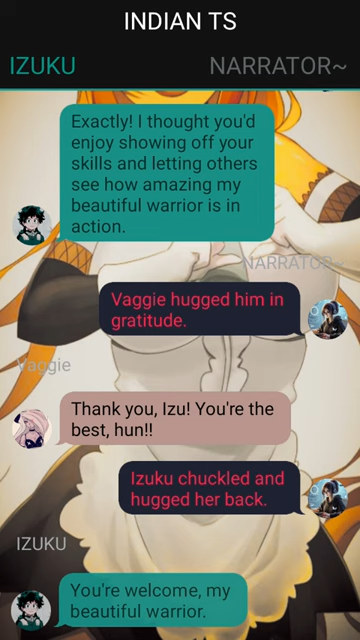 INDIAN TS
IZUKU
NARRATOR~
Exactly! I thought you'd
enjoy showing off your
skills and letting others
see how amazing my
beautiful warrior is in
action.
NARRATOR~
Vaggie hugged him in
gratitude.
Vaggie
Thank you, Izu! You're the
best, hun!!
Izuku chuckled and
hugged her back.
IZUKU
You're welcome, my
beautiful warrior.